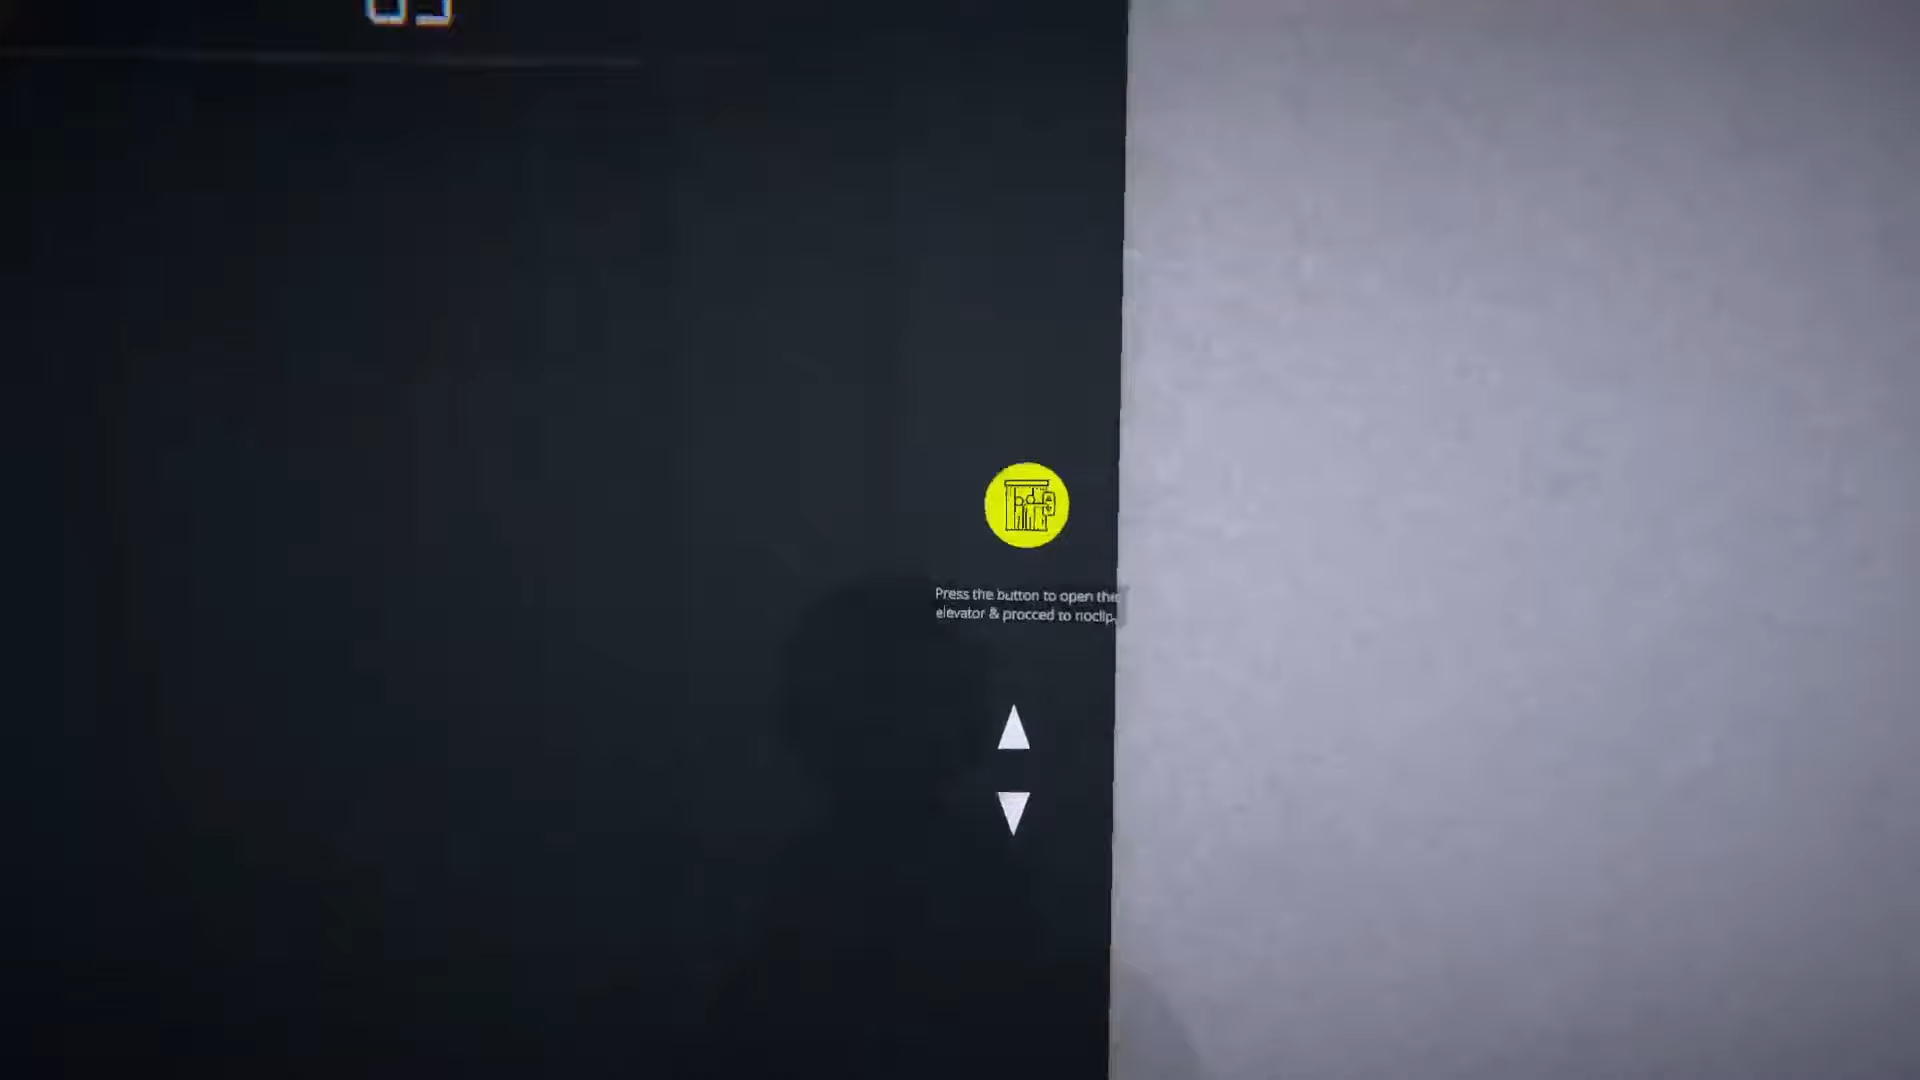 Press the button to open the
elevator & procced to noclip.